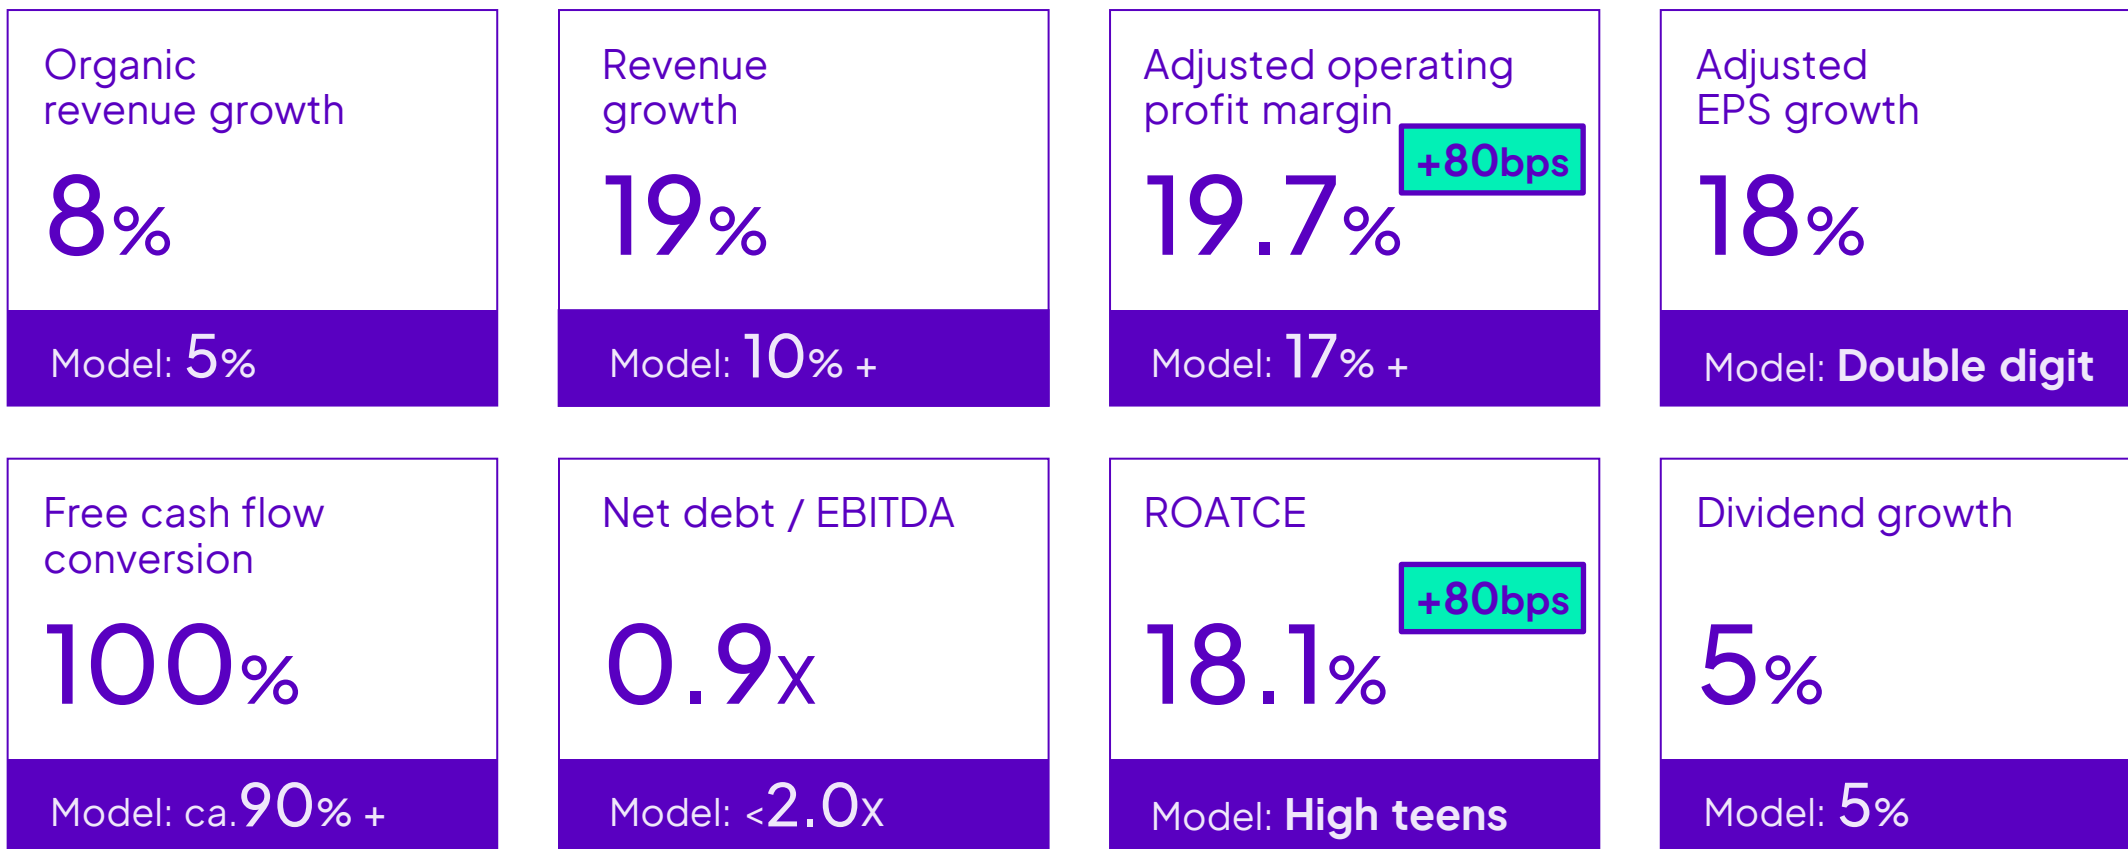 Organic
revenue growth
8%
Model: 5%
Revenue
growth
19%
Model: 10% +
Adjusted operating
profit margin
+80bps
19.7%
Model: 17% +
Adjusted
EPS growth
18%
Model: Double digit
Free cash flow
conversion
100%
Model: ca.90% +
Net debt / EBITDA
0.9x
Model: <2.0x
ROATCE
+80bps
18.1%
Model: High teens
Dividend growth
5%
Model: 5%